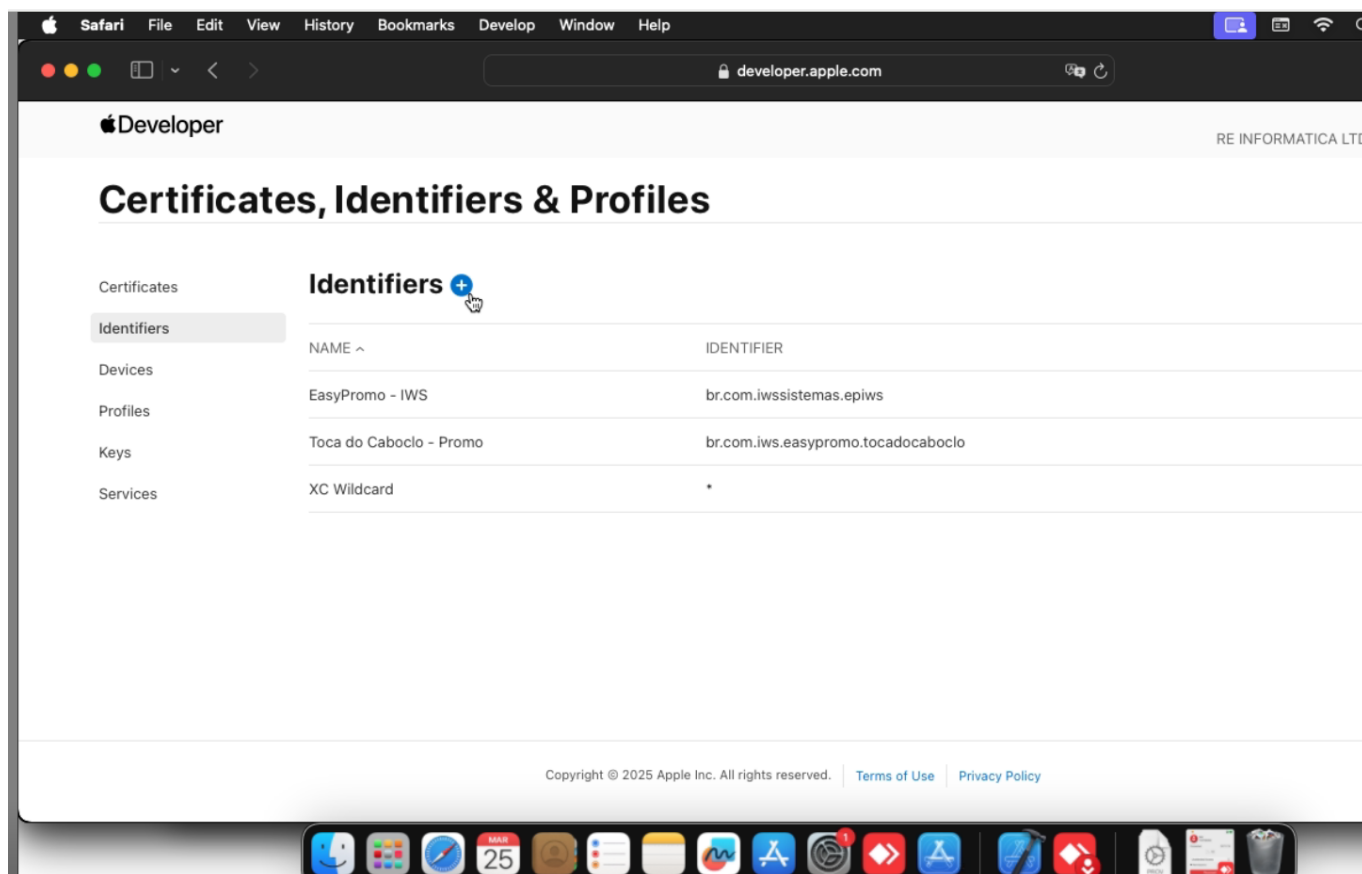 Safari File Edit View History Bookmarks Develop Window Help
developer.apple.com
Developer
RE INFORMATICA LTD
Certificates, Identifiers & Profiles
Certificates
Identifiers
Devices
Profiles
Keys
Services
Identifiers
NAME IDENTIFIER
EasyPromo - IWS br.com.iwssistemas.epiws
Toca do Caboclo - Promo br.com.iws.easypromo.tocadocaboclo
XC Wildcard *
Copyright © 2025 Apple Inc. All rights reserved. Terms of Use Privacy Policy
MAR
25
1
PROV